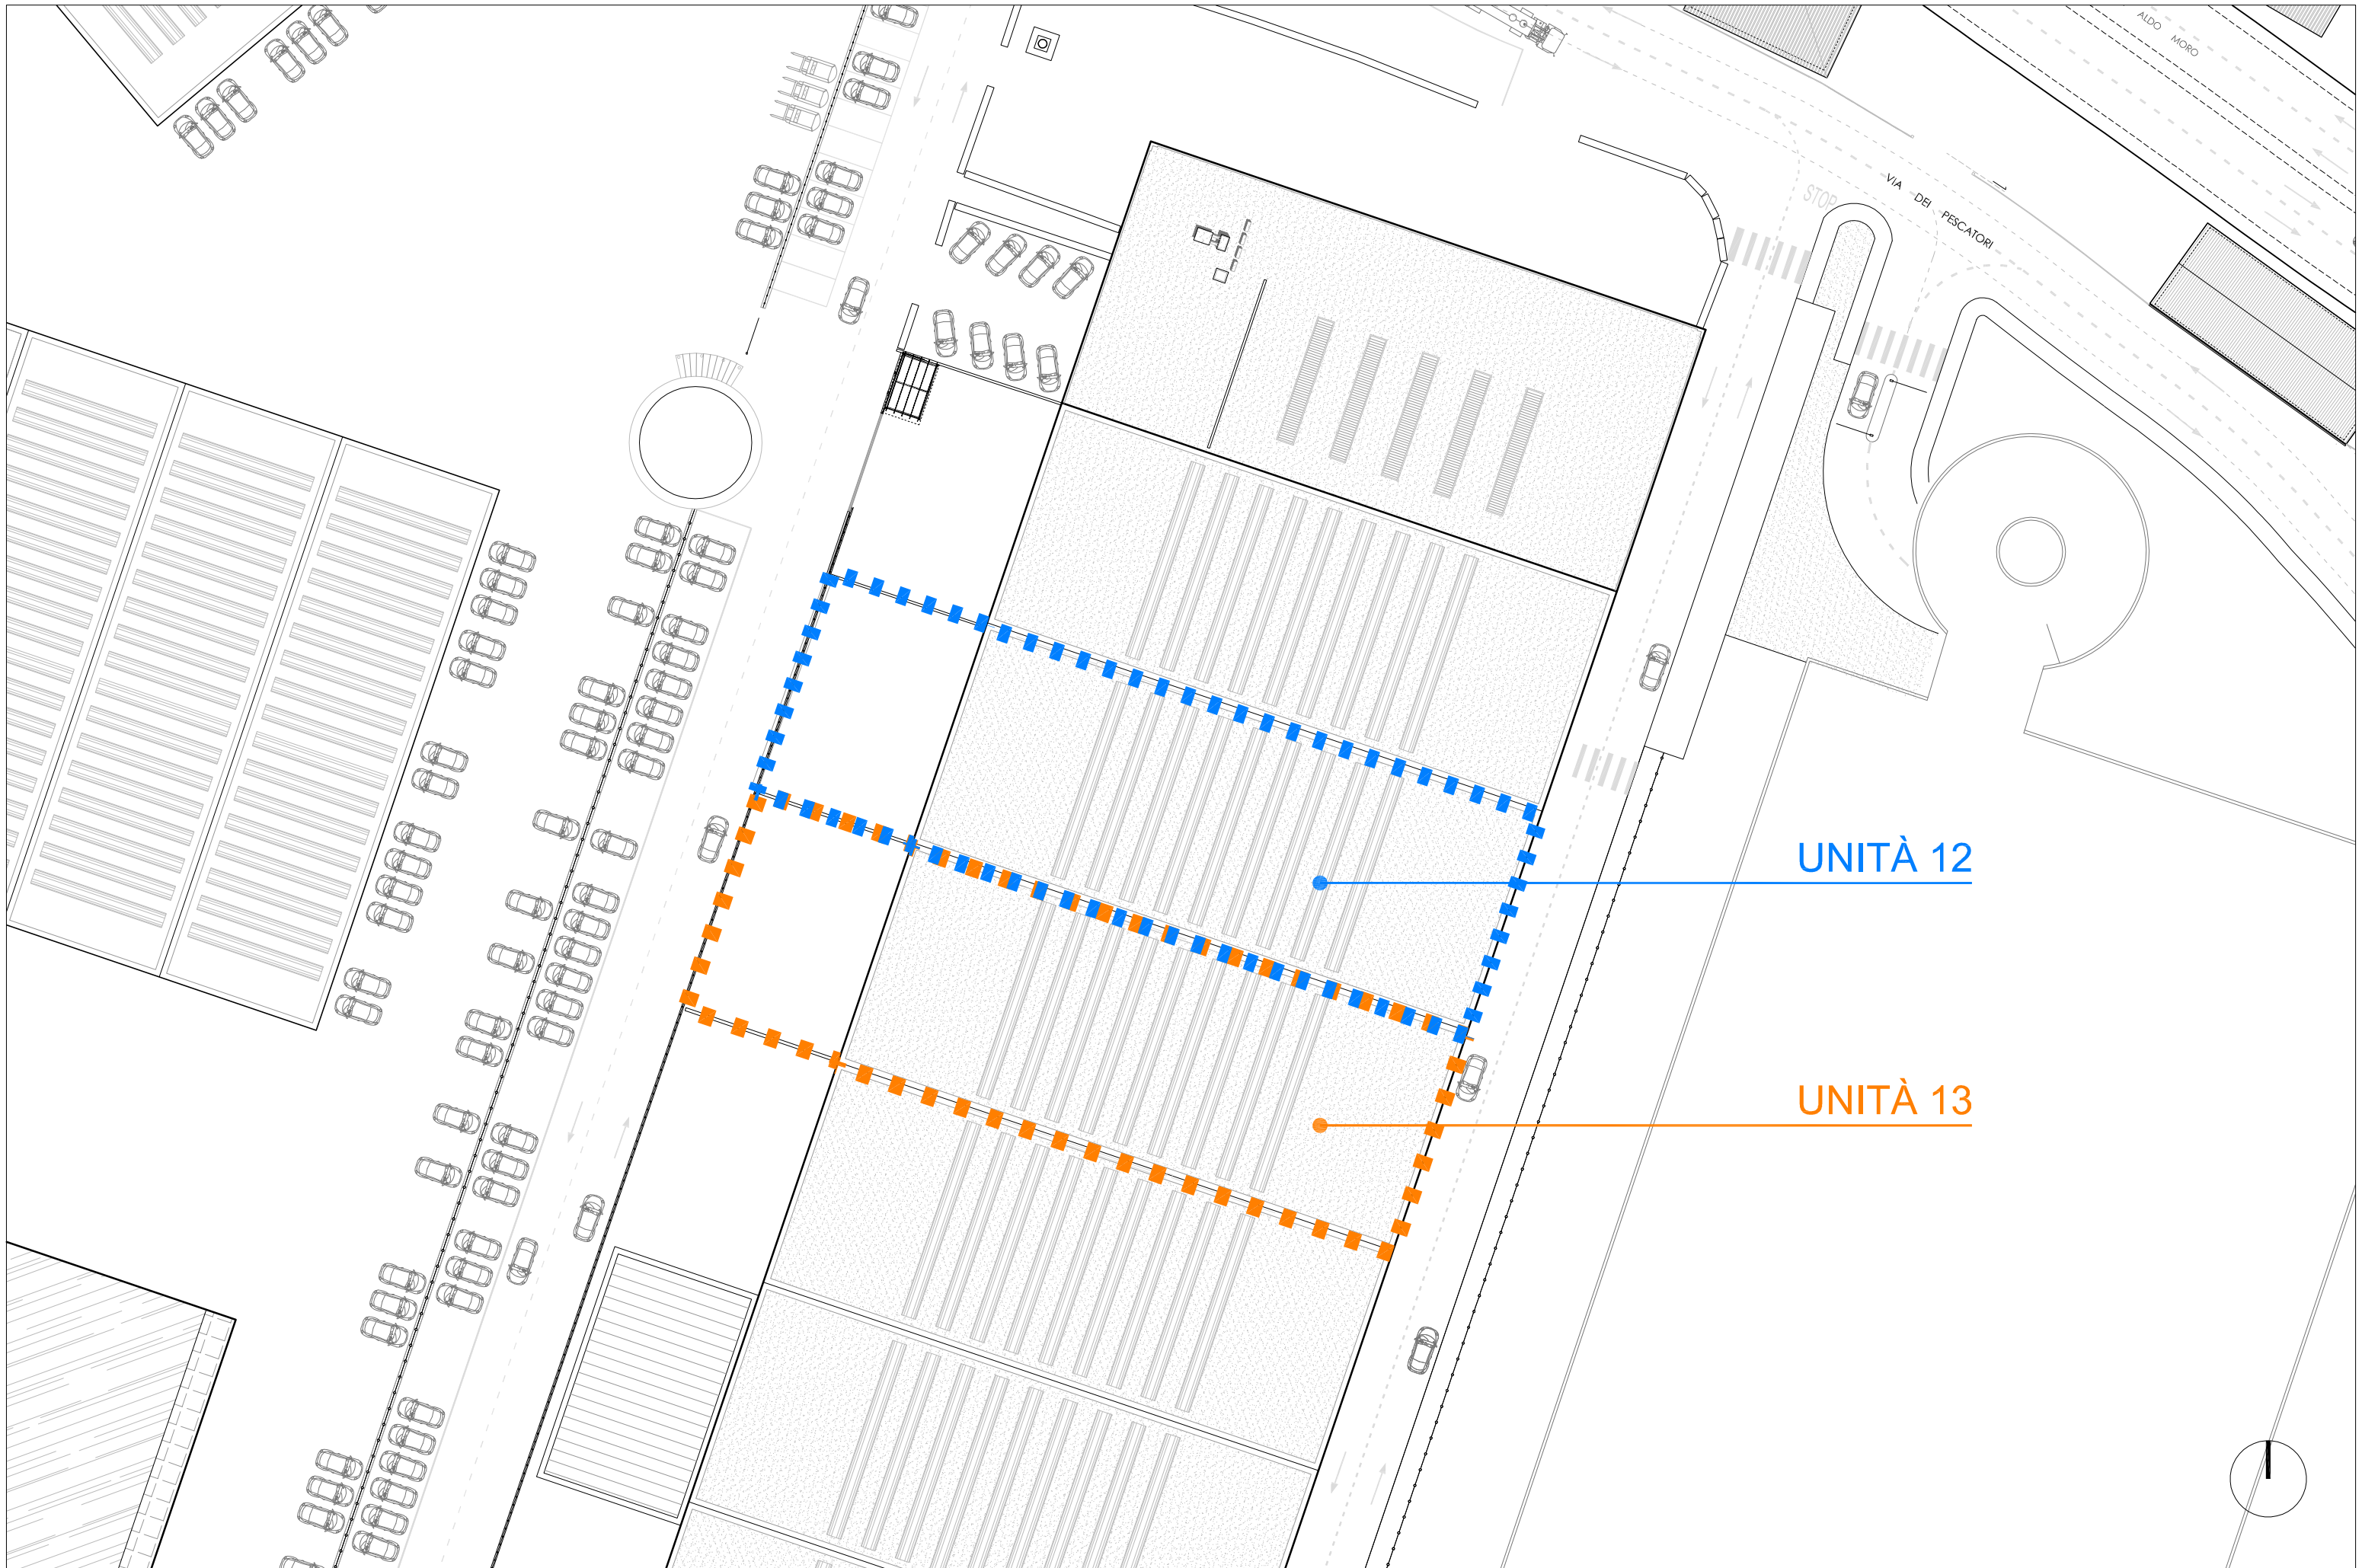 ALDO MORO
VIA DEI PESCATORI
STOP
UNITÀ 12
UNITÀ 13